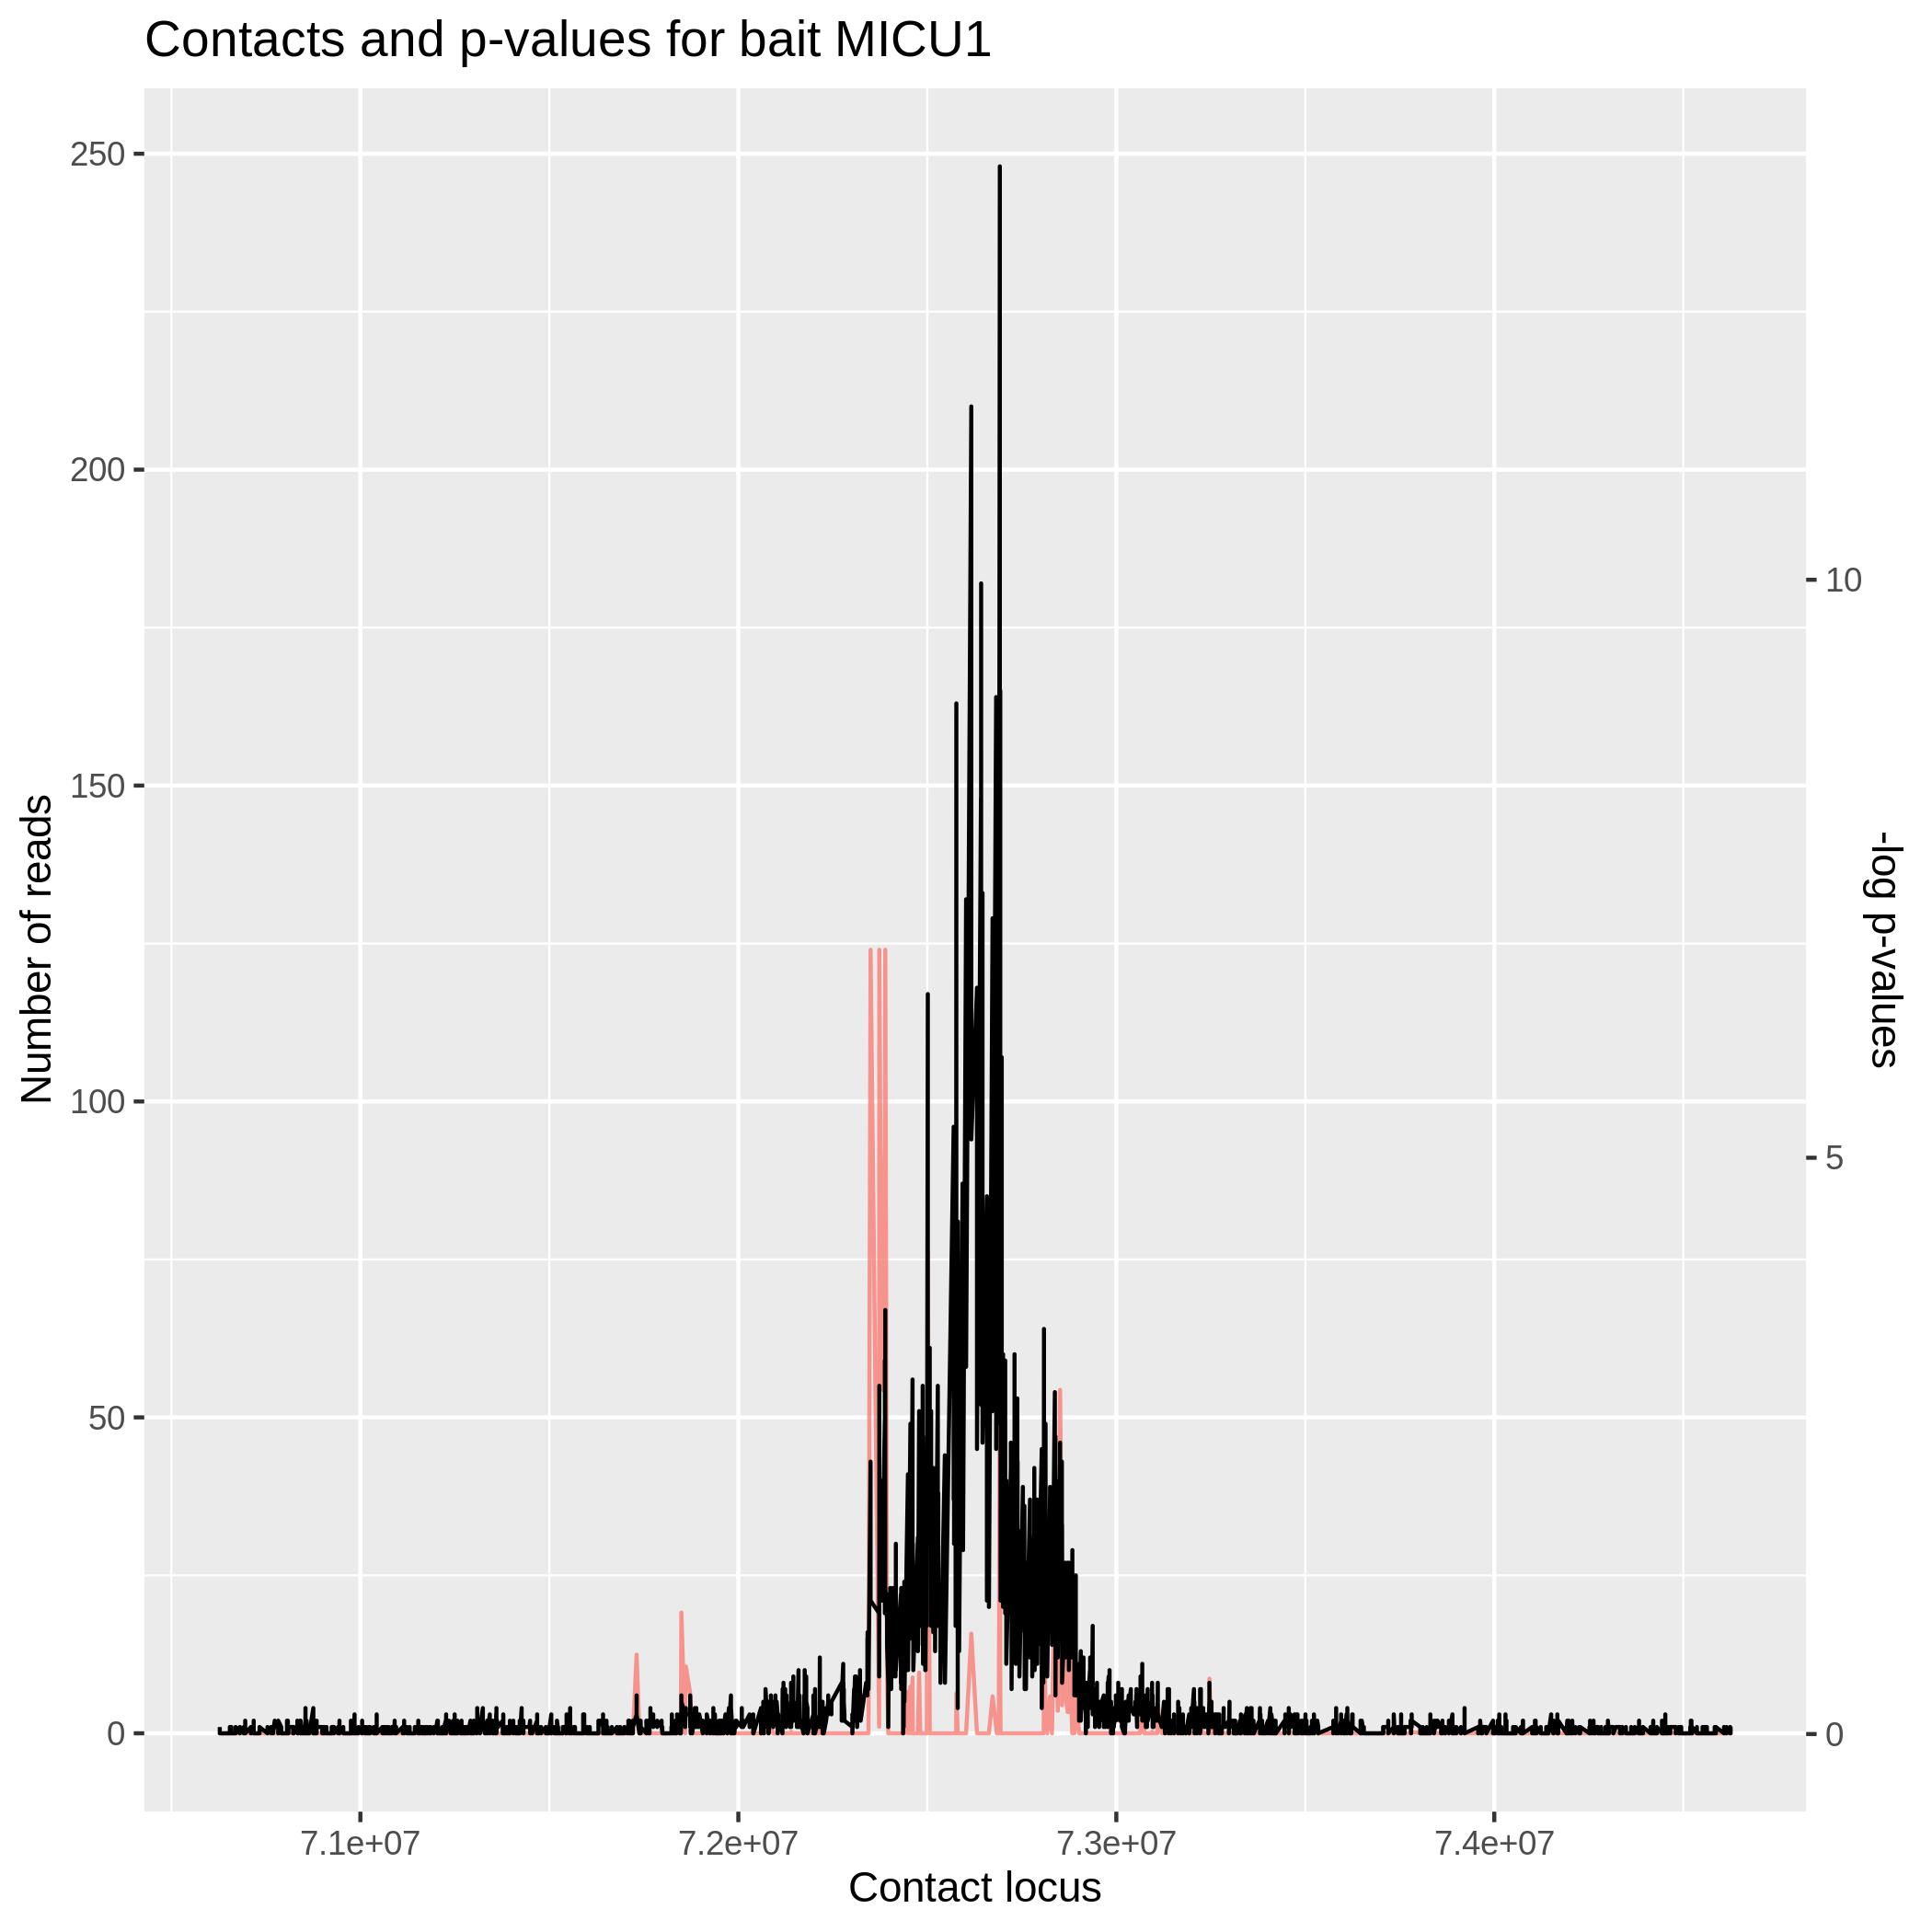 Contacts and p-values for bait MICU1
250
200
150
100
50
0
Number of reads
10
5
0
-log p-values
7.1e+07 7.2e+07 7.3e+07 7.4e+07
Contact locus